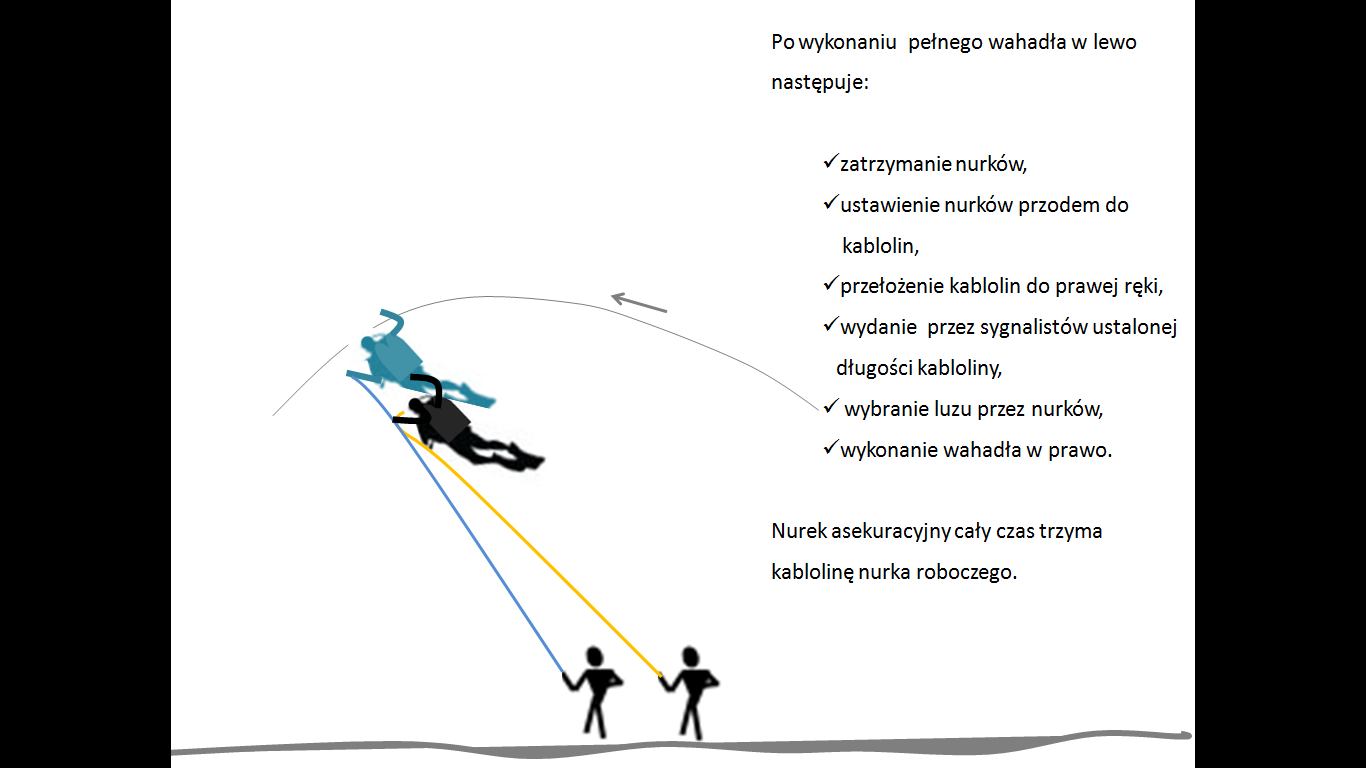 Po wykonaniu pełnego wahadła w lewo
następuje:
✓zatrzymanie nurków,
✓ustawienie nurków przodem do
kablolin,
✓przełożenie kablolin do prawej ręki,
✓wydanie przez sygnalistów ustalonej
długości kabloliny,
✓ wybranie luzu przez nurków,
✓wykonanie wahadła w prawo.
Nurek asekuracyjny cały czas trzyma
kablolinę nurka roboczego.